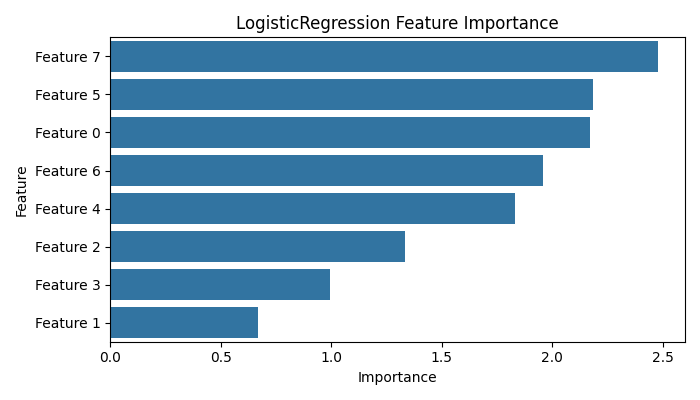 LogisticRegression Feature Importance
Feature 7
Feature 5
Feature 0
Feature 6
Feature 4
Feature 2
Feature 3
Feature 1
Feature
0.0 0.5 1.0 1.5 2.0 2.5
Importance